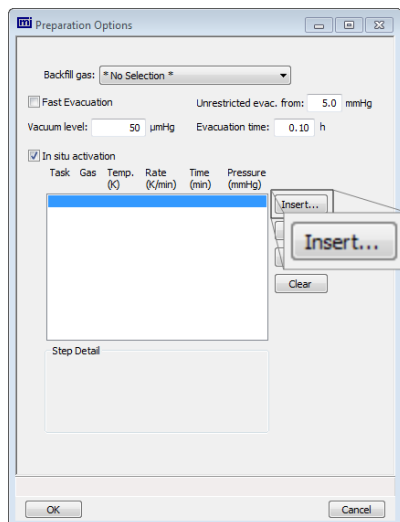 mi Preparation Options
Backfill gas: * No Selection *
Fast Evacuation Unrestricted evac. from: 5.0 mmHg
Vacuum level: 50 µmHg Evacuation time: 0.10 h
In situ activation
Task Gas Temp. (K) Rate (K/min) Time (min) Pressure (mmHg)
Insert...
Insert...
Clear
Step Detail
OK Cancel